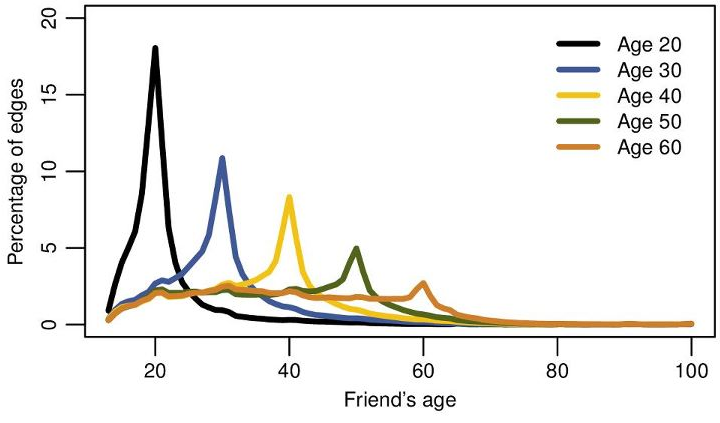 Percentage of edges
20
15
10
5
0
Age 20
Age 30
Age 40
Age 50
Age 60
20 40 60 80 100
Friend's age